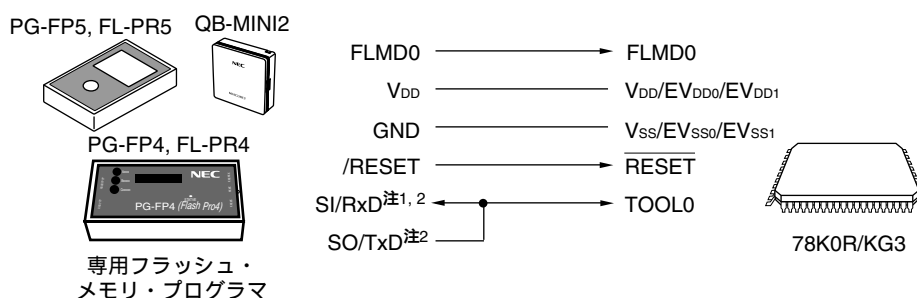 PG-FP5, FL-PR5
QB-MINI2
NEC
PG-FP4, FL-PR4
NEC
PG-FP4 (Flash Pro4)
専用フラッシュ・
メモリ・プログラマ
FLMD0 FLMD0
VDD VDD/EVDD0/EVDD1
GND VSS/EVSS0/EVSS1
/RESET RESET
SI/RxD注1, 2 TOOL0
SO/TxD注2
78K0R/KG3